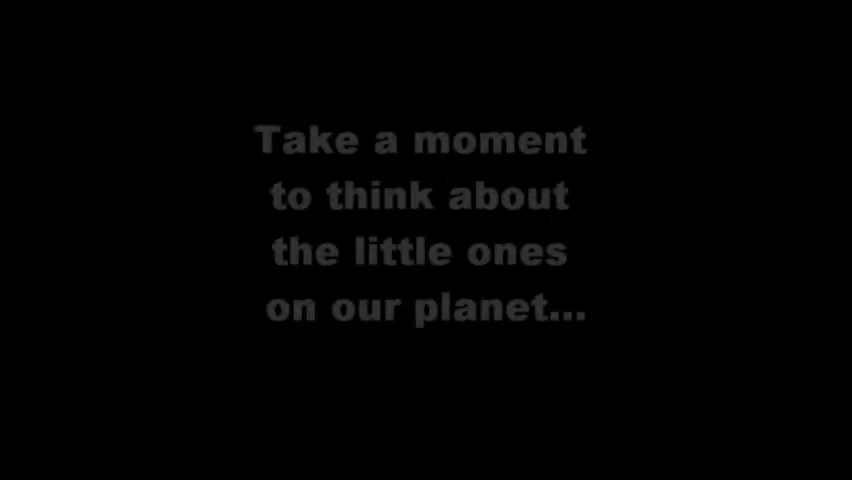 Take a moment
to think about
the little ones
on our planet...